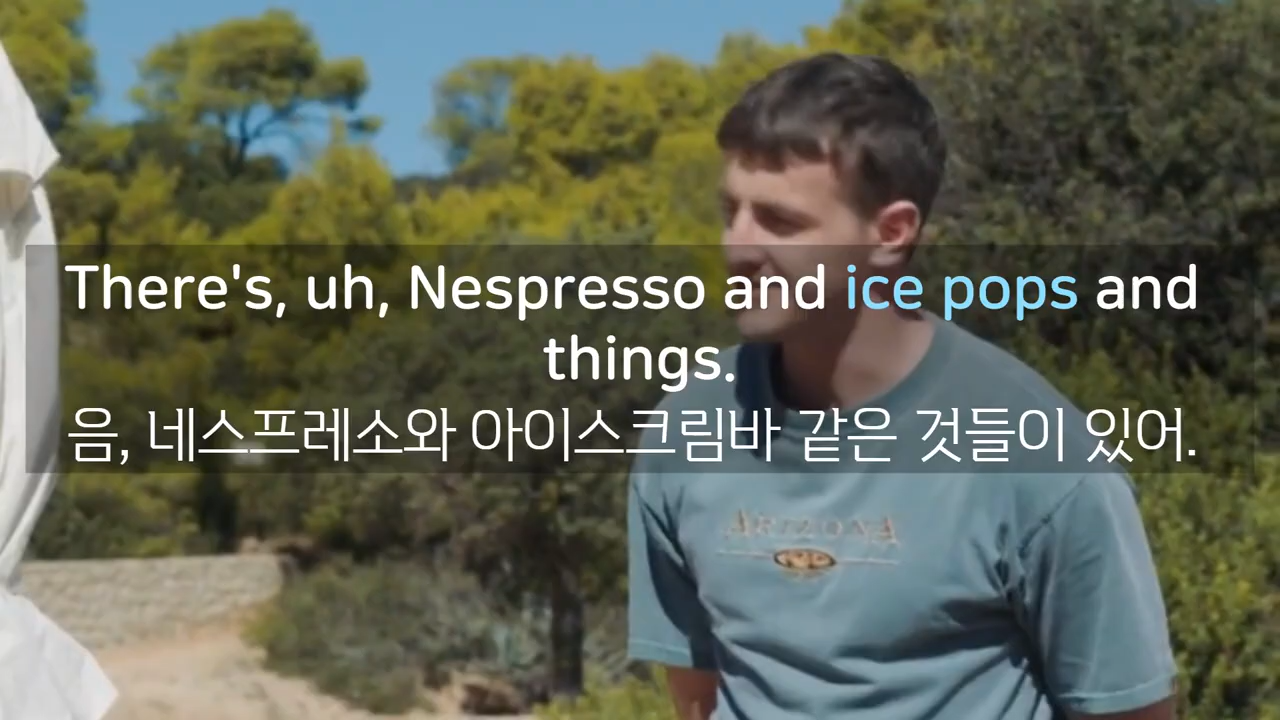 There's, uh, Nespresso and ice pops and
things.
음, 네스프레소와 아이스크림바 같은 것들이 있어.
ARIZONA